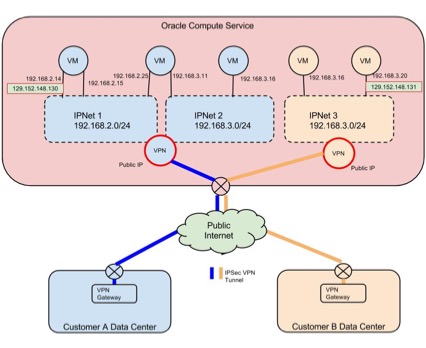 Oracle Compute Service
VM
VM
VM
VM
VM
192.168.2.14
192.168.2.15
192.168.2.25
192.168.3.11
192.168.3.16
192.168.3.16
192.168.3.20
129.152.148.130
129.152.148.131
IPNet 1
192.168.2.0/24
IPNet 2
192.168.3.0/24
IPNet 3
192.168.3.0/24
VPN
VPN
Public IP
Public IP
Public
Internet
IPSec VPN
Tunnel
VPN
Gateway
VPN
Gateway
Customer A Data Center
Customer B Data Center